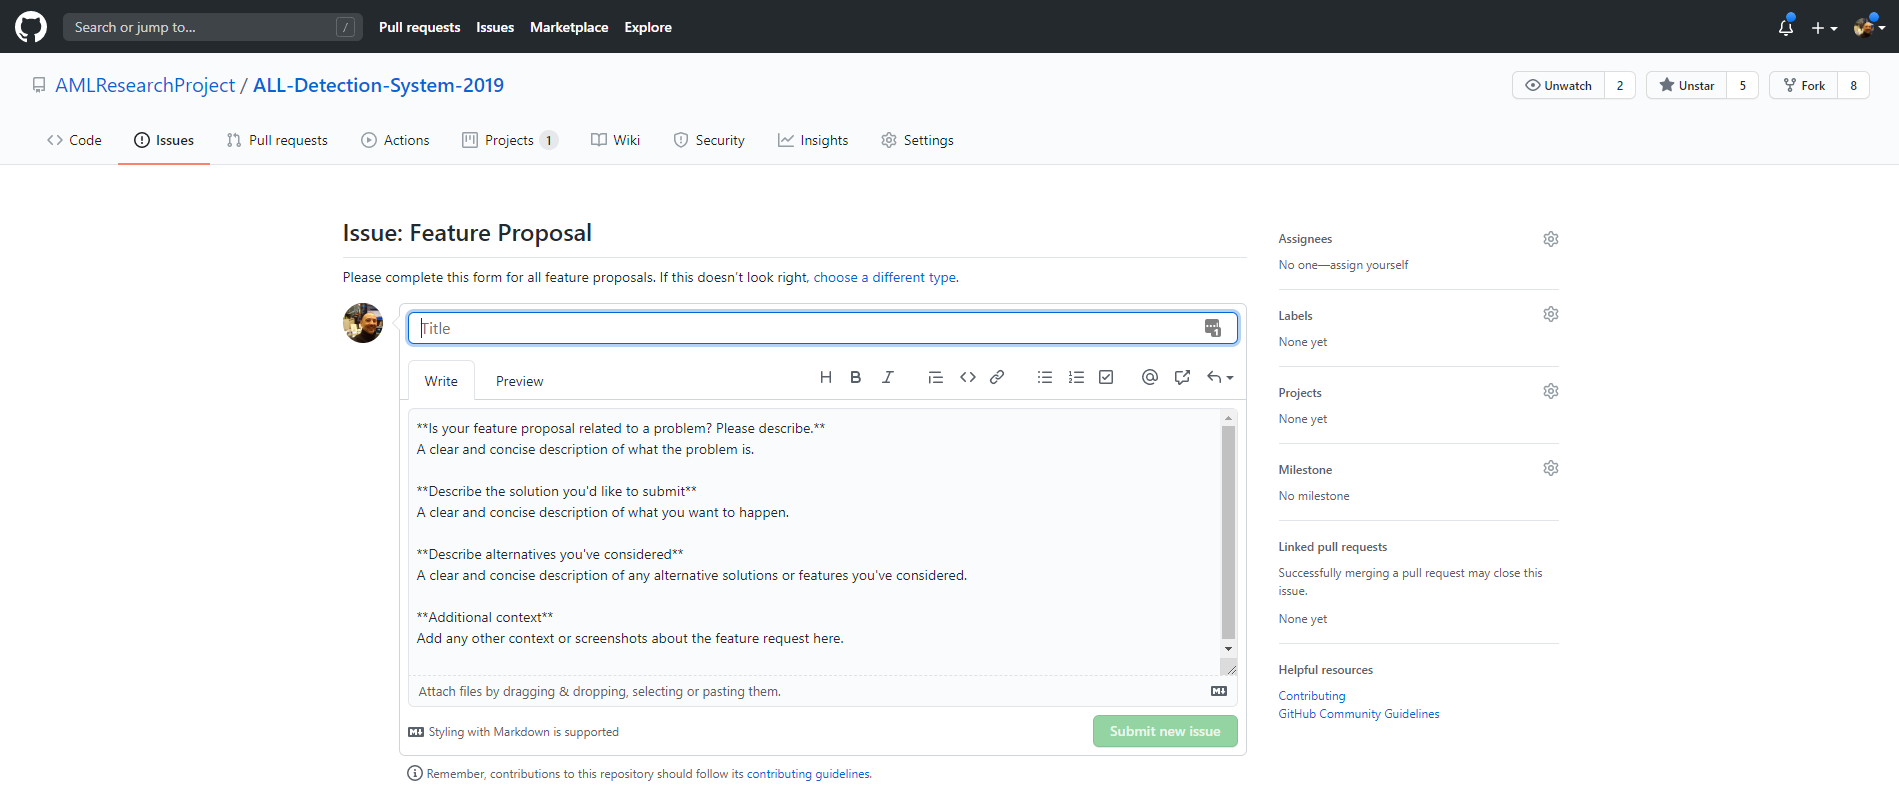 Search or jump to... /
Pull requests Issues Marketplace Explore
AMLResearchProject / ALL-Detection-System-2019
Unwatch 2 Unstar 5 Fork 8
Code Issues Pull requests Actions Projects 1 Wiki Security Insights Settings
Issue: Feature Proposal
Please complete this form for all feature proposals. If this doesn't look right, choose a different type.
Title
1
Write Preview
H B I
**Is your feature proposal related to a problem? Please describe.**
A clear and concise description of what the problem is.
**Describe the solution you'd like to submit**
A clear and concise description of what you want to happen.
**Describe alternatives you've considered**
A clear and concise description of any alternative solutions or features you've considered.
**Additional context**
Add any other context or screenshots about the feature request here.
Attach files by dragging & dropping, selecting or pasting them.
Styling with Markdown is supported
Submit new issue
Remember, contributions to this repository should follow its contributing guidelines.
Assignees
No one—assign yourself
Labels
None yet
Projects
None yet
Milestone
No milestone
Linked pull requests
Successfully merging a pull request may close this
issue.
None yet
Helpful resources
Contributing
GitHub Community Guidelines